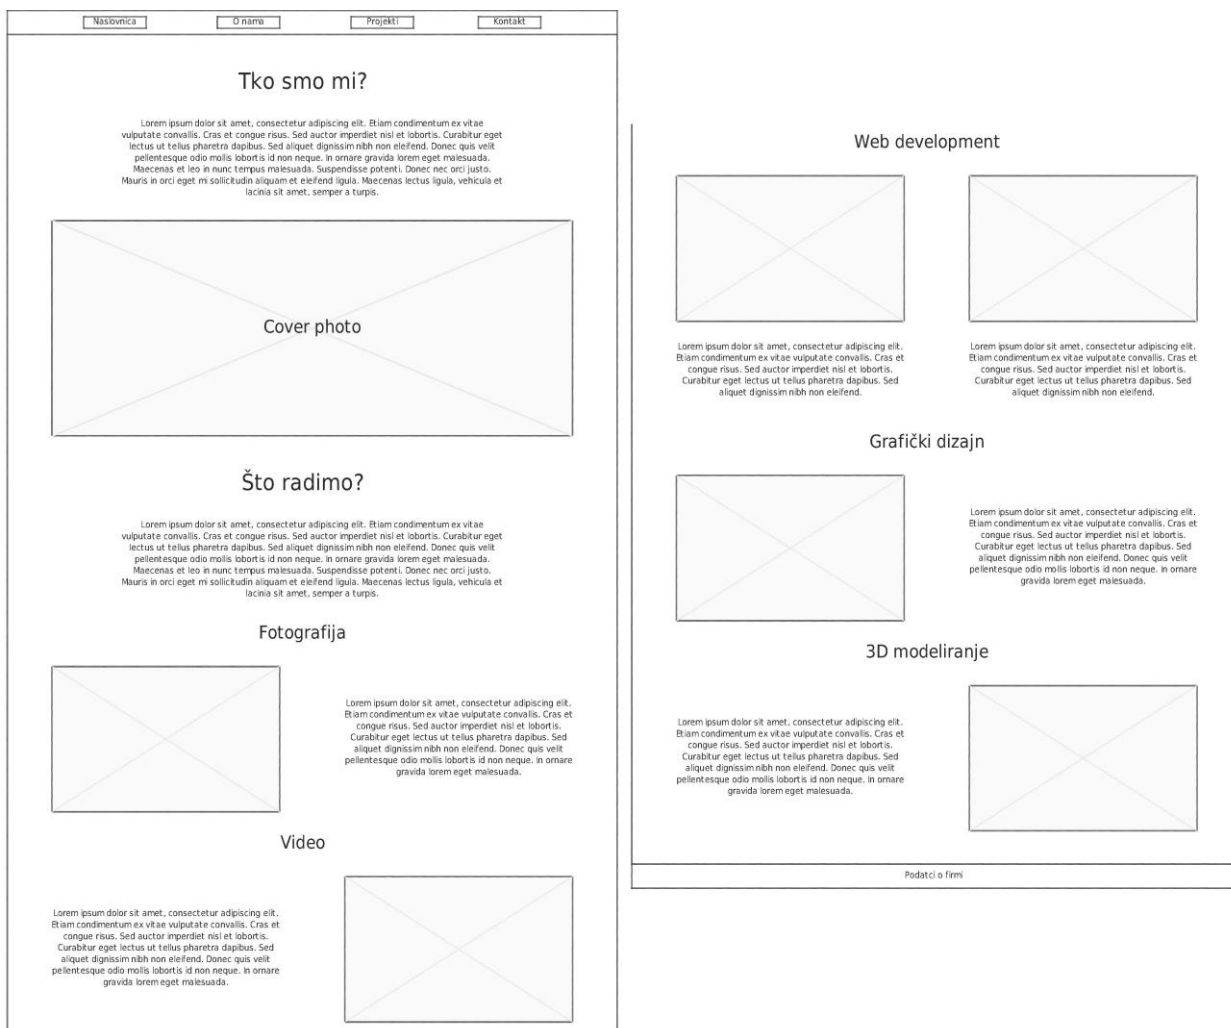 Naslovnica
O nama
Projekti
Kontakt
Tko smo mi?
Lorem ipsum dolor sit amet, consectetur adipiscing elit. Etiam condimentum ex vitae
vulputate convallis. Cras et congue risus. Sed auctor imperdiet nisl et lobortis. Curabitur eget
lectus ut tellus pharetra dapibus. Sed aliquet dignissim nibh non eleifend. Donec quis velit
pellentesque odio mollis lobortis id non neque. In ornare gravida lorem eget malesuada.
Maecenas et leo in nunc tempus malesuada. Suspendisse potenti. Donec nec orci justo.
Mauris in orci eget mi sollicitudin aliquam et eleifend ligula. Maecenas lectus ligula, vehicula et
lacinia sit amet, semper a turpis.
Cover photo
Što radimo?
Lorem ipsum dolor sit amet, consectetur adipiscing elit. Etiam condimentum ex vitae
vulputate convallis. Cras et congue risus. Sed auctor imperdiet nisl et lobortis. Curabitur eget
lectus ut tellus pharetra dapibus. Sed aliquet dignissim nibh non eleifend. Donec quis velit
pellentesque odio mollis lobortis id non neque. In ornare gravida lorem eget malesuada.
Maecenas et leo in nunc tempus malesuada. Suspendisse potenti. Donec nec orci justo.
Mauris in orci eget mi sollicitudin aliquam et eleifend ligula. Maecenas lectus ligula, vehicula et
lacinia sit amet, semper a turpis.
Fotografija
Lorem ipsum dolor sit amet, consectetur adipiscing elit.
Etiam condimentum ex vitae vulputate convallis. Cras et
congue risus. Sed auctor imperdiet nisl et lobortis.
Curabitur eget lectus ut tellus pharetra dapibus. Sed
aliquet dignissim nibh non eleifend. Donec quis velit
pellentesque odio mollis lobortis id non neque. In ornare
gravida lorem eget malesuada.
Video
Lorem ipsum dolor sit amet, consectetur adipiscing elit.
Etiam condimentum ex vitae vulputate convallis. Cras et
congue risus. Sed auctor imperdiet nisl et lobortis.
Curabitur eget lectus ut tellus pharetra dapibus. Sed
aliquet dignissim nibh non eleifend. Donec quis velit
pellentesque odio mollis lobortis id non neque. In ornare
gravida lorem eget malesuada.
Web development
Lorem ipsum dolor sit amet, consectetur adipiscing elit.
Etiam condimentum ex vitae vulputate convallis. Cras et
congue risus. Sed auctor imperdiet nisl et lobortis.
Curabitur eget lectus ut tellus pharetra dapibus. Sed
aliquet dignissim nibh non eleifend.
Lorem ipsum dolor sit amet, consectetur adipiscing elit.
Etiam condimentum ex vitae vulputate convallis. Cras et
congue risus. Sed auctor imperdiet nisl et lobortis.
Curabitur eget lectus ut tellus pharetra dapibus. Sed
aliquet dignissim nibh non eleifend.
Grafički dizajn
Lorem ipsum dolor sit amet, consectetur adipiscing elit.
Etiam condimentum ex vitae vulputate convallis. Cras et
congue risus. Sed auctor imperdiet nisl et lobortis.
Curabitur eget lectus ut tellus pharetra dapibus. Sed
aliquet dignissim nibh non eleifend. Donec quis velit
pellentesque odio mollis lobortis id non neque. In ornare
gravida lorem eget malesuada.
3D modeliranje
Lorem ipsum dolor sit amet, consectetur adipiscing elit.
Etiam condimentum ex vitae vulputate convallis. Cras et
congue risus. Sed auctor imperdiet nisl et lobortis.
Curabitur eget lectus ut tellus pharetra dapibus. Sed
aliquet dignissim nibh non eleifend. Donec quis velit
pellentesque odio mollis lobortis id non neque. In ornare
gravida lorem eget malesuada.
Podatci o firmi